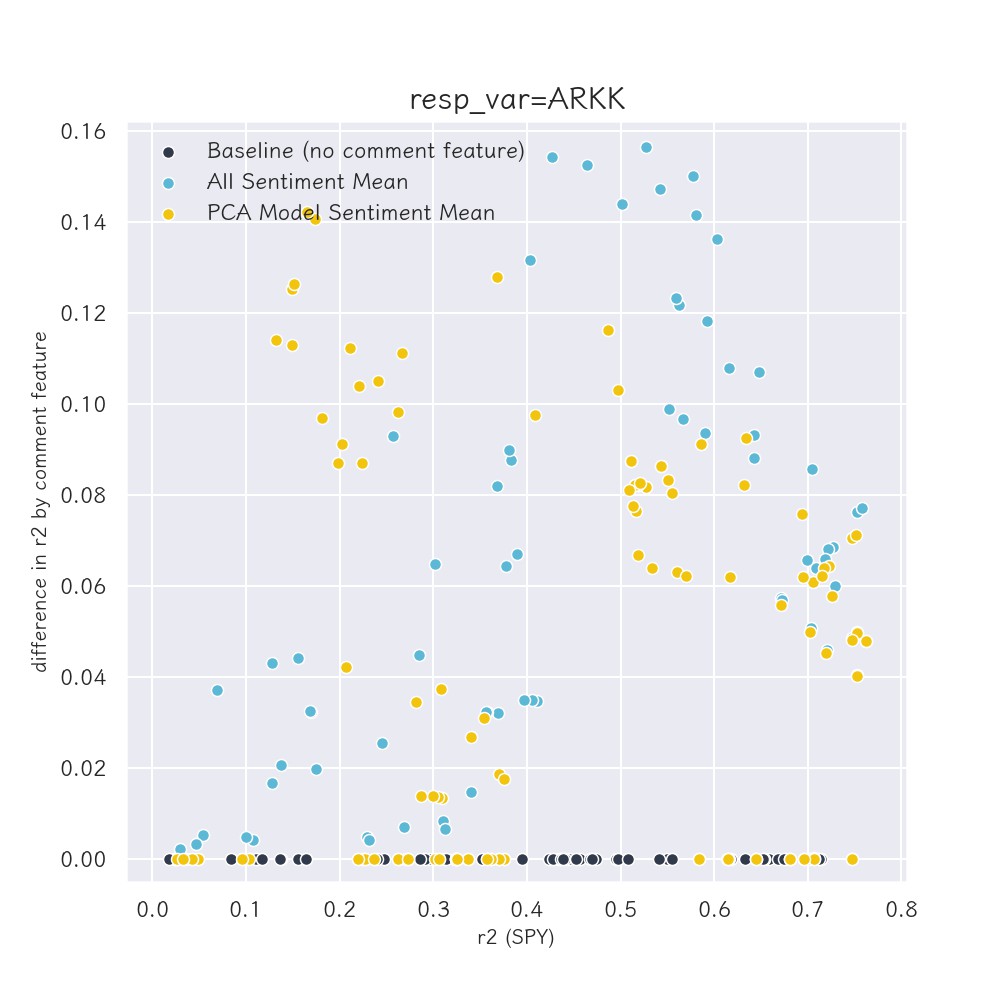 resp_var=ARKK
0.16
0.14
0.12
0.10
0.08
0.06
0.04
0.02
0.00
difference in r2 by comment feature
Baseline (no comment feature)
All Sentiment Mean
PCA Model Sentiment Mean
0.0 0.1 0.2 0.3 0.4 0.5 0.6 0.7 0.8
r2 (SPY)